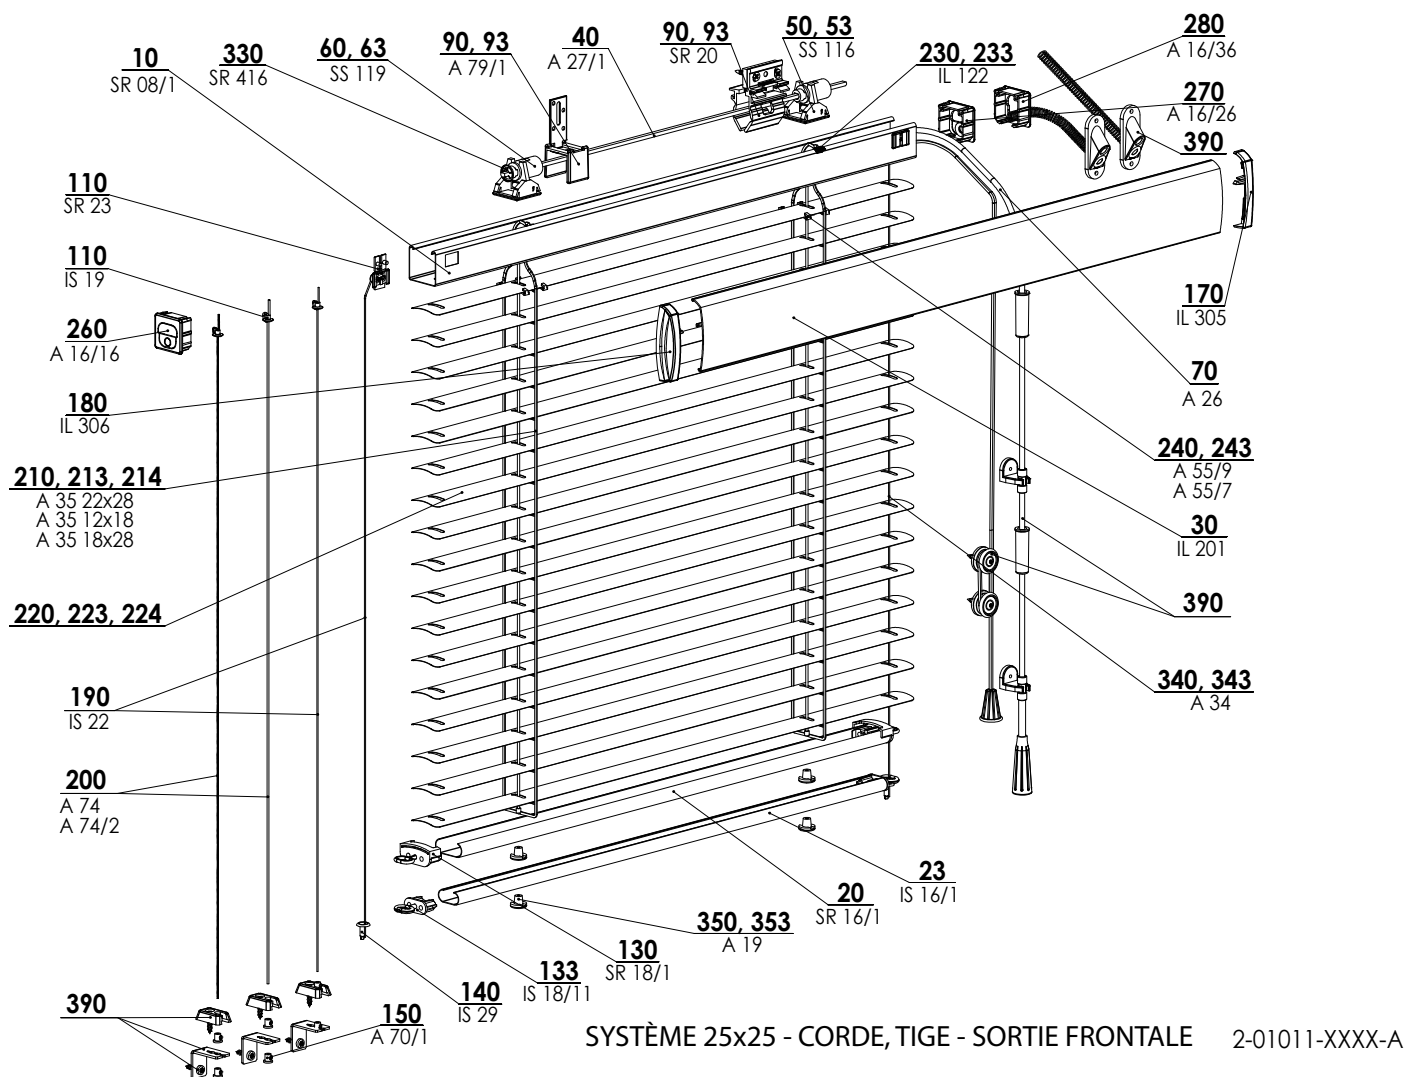 10
SR 08/1
330
SR 416
60, 63
SS 119
90, 93
A 79/1
40
A 27/1
90, 93
SR 20
50, 53
SS 116
230, 233
IL 122
280
A 16/36
270
A 16/26
390
110
SR 23
110
IS 19
260
A 16/16
180
IL 306
210, 213, 214
A 35 22x28
A 35 12x18
A 35 18x28
220, 223, 224
190
IS 22
200
A 74
A 74/2
170
IL 305
70
A 26
240, 243
A 55/9
A 55/7
30
IL 201
390
340, 343
A 34
23
IS 16/1
20
SR 16/1
350, 353
A 19
130
SR 18/1
133
IS 18/11
140
IS 29
150
A 70/1
390
SYSTÈME 25x25 - CORDE, TIGE - SORTIE FRONTALE
2-01011-XXXX-A